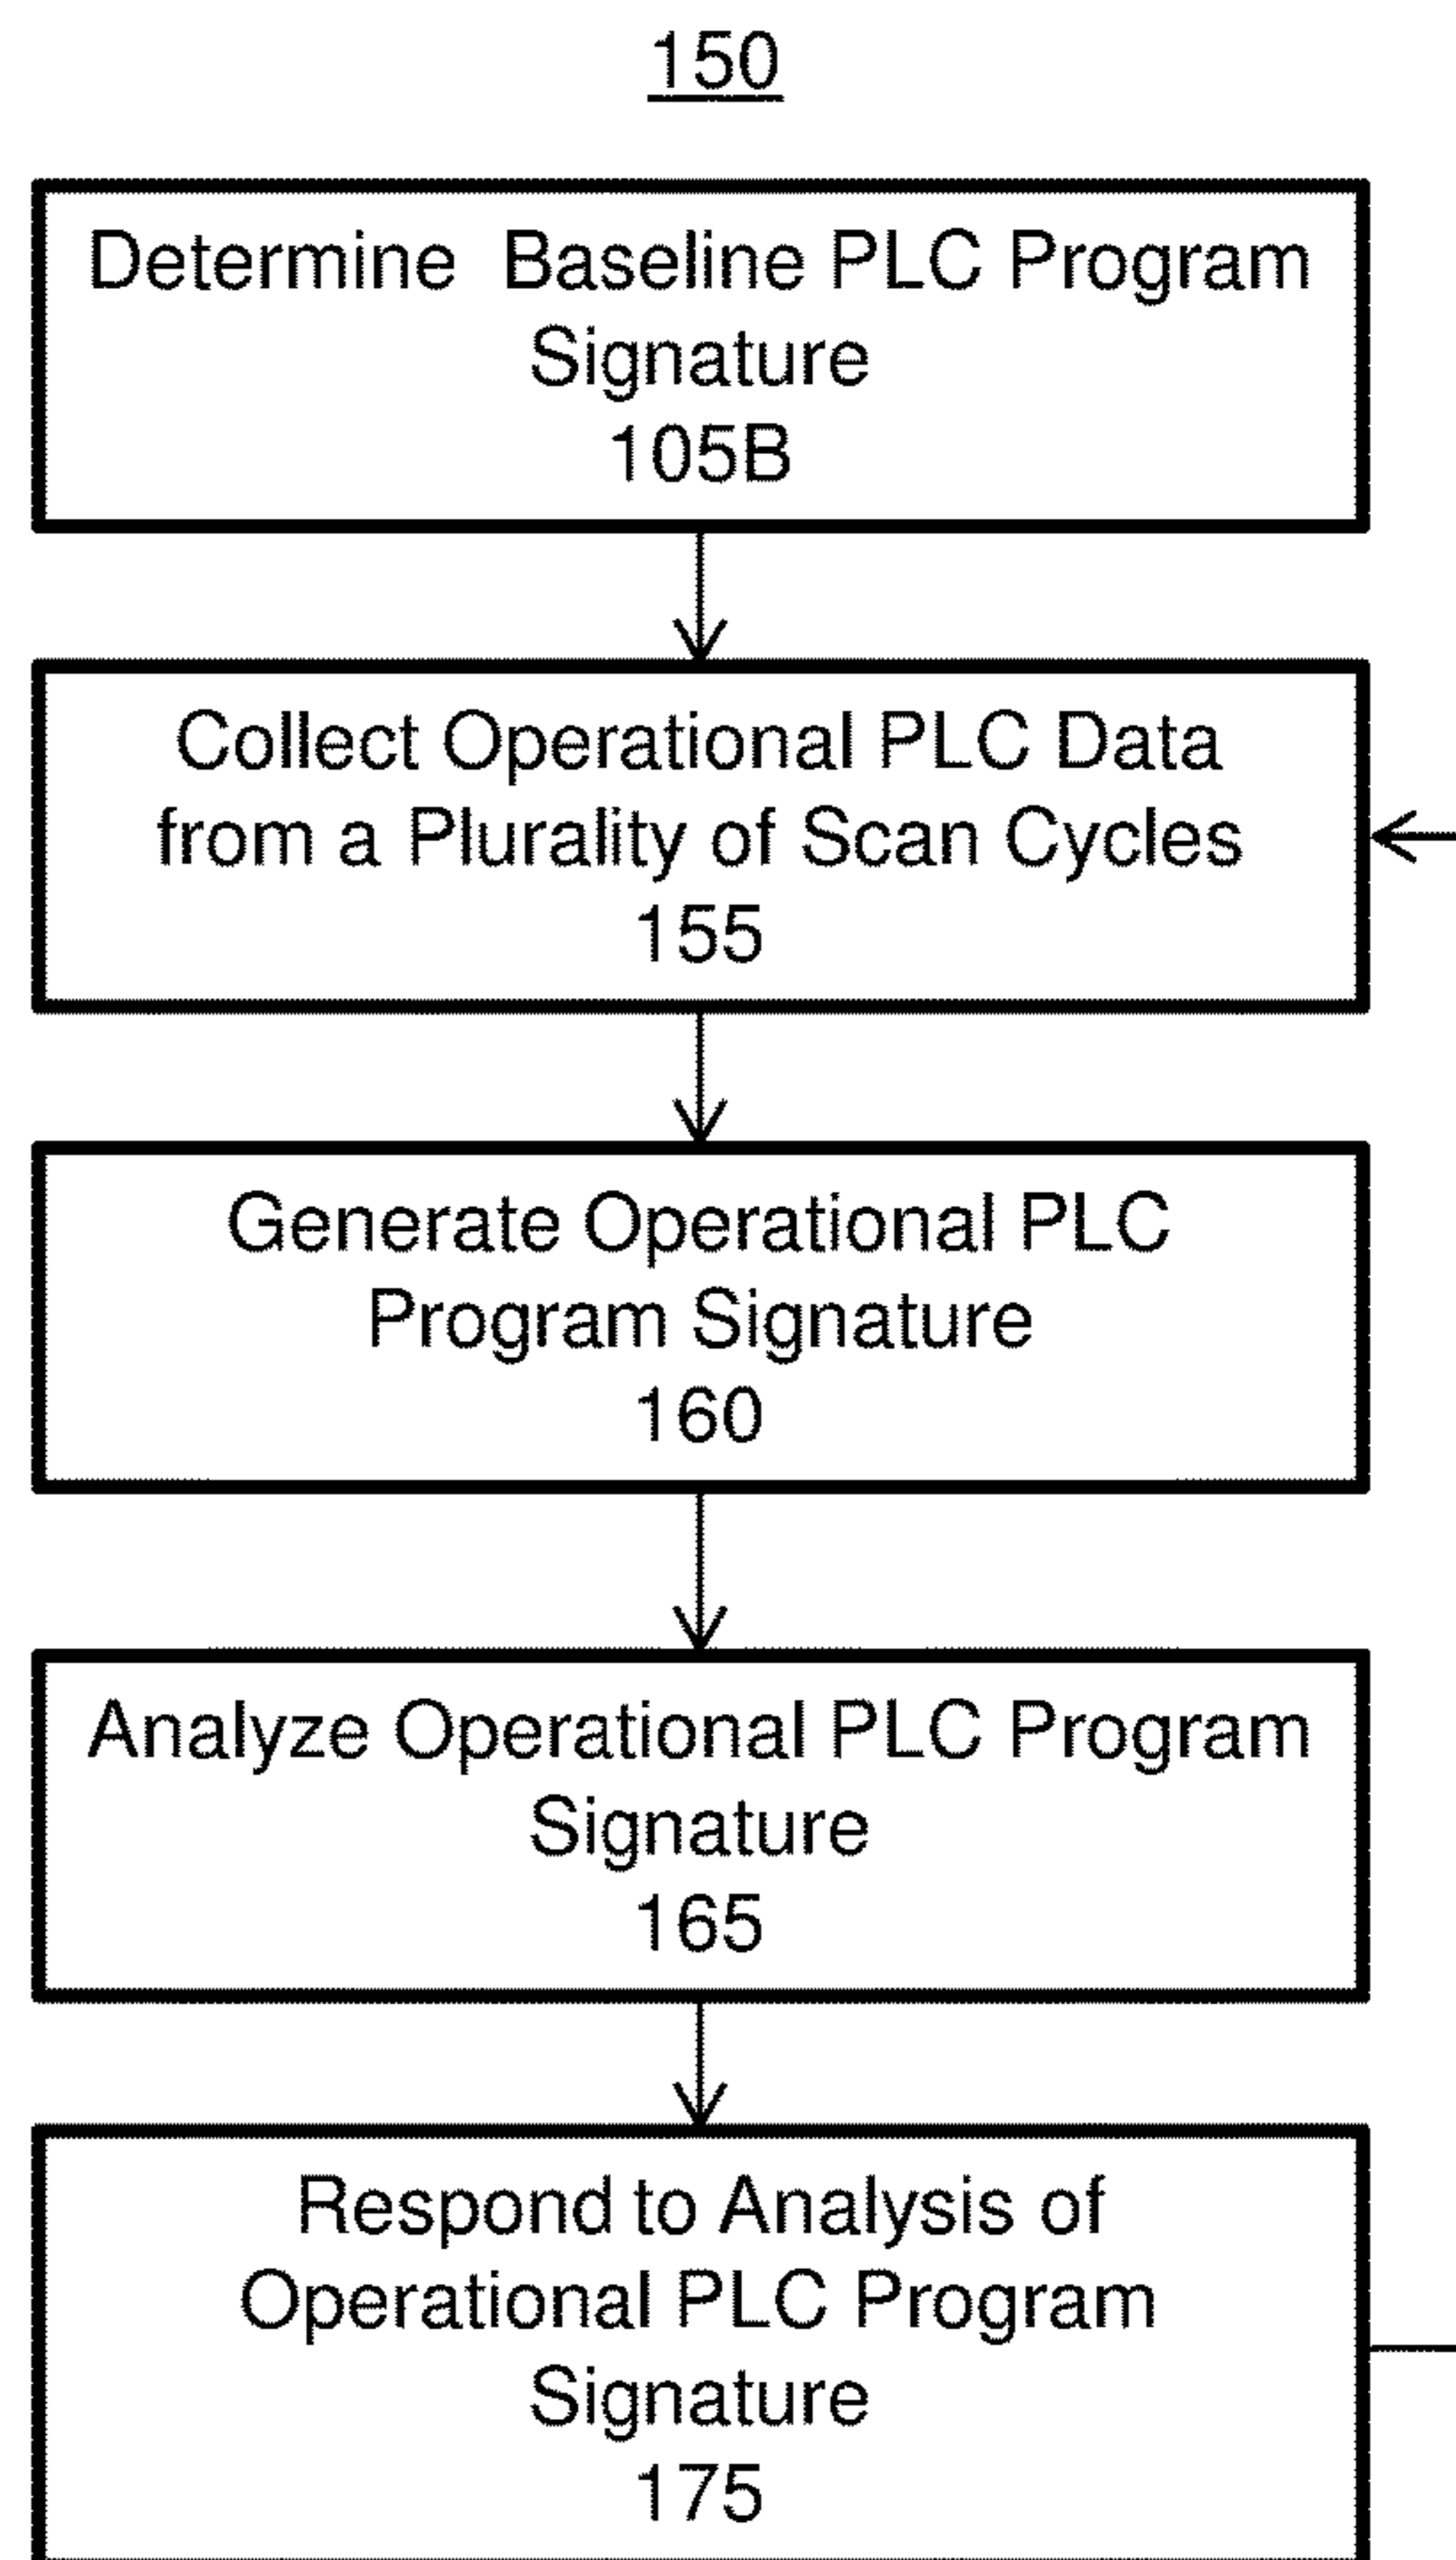 150
Determine Baseline PLC Program
Signature
105B
Collect Operational PLC Data
from a Plurality of Scan Cycles
155
Generate Operational PLC
Program Signature
160
Analyze Operational PLC Program
Signature
165
Respond to Analysis of
Operational PLC Program
Signature
175